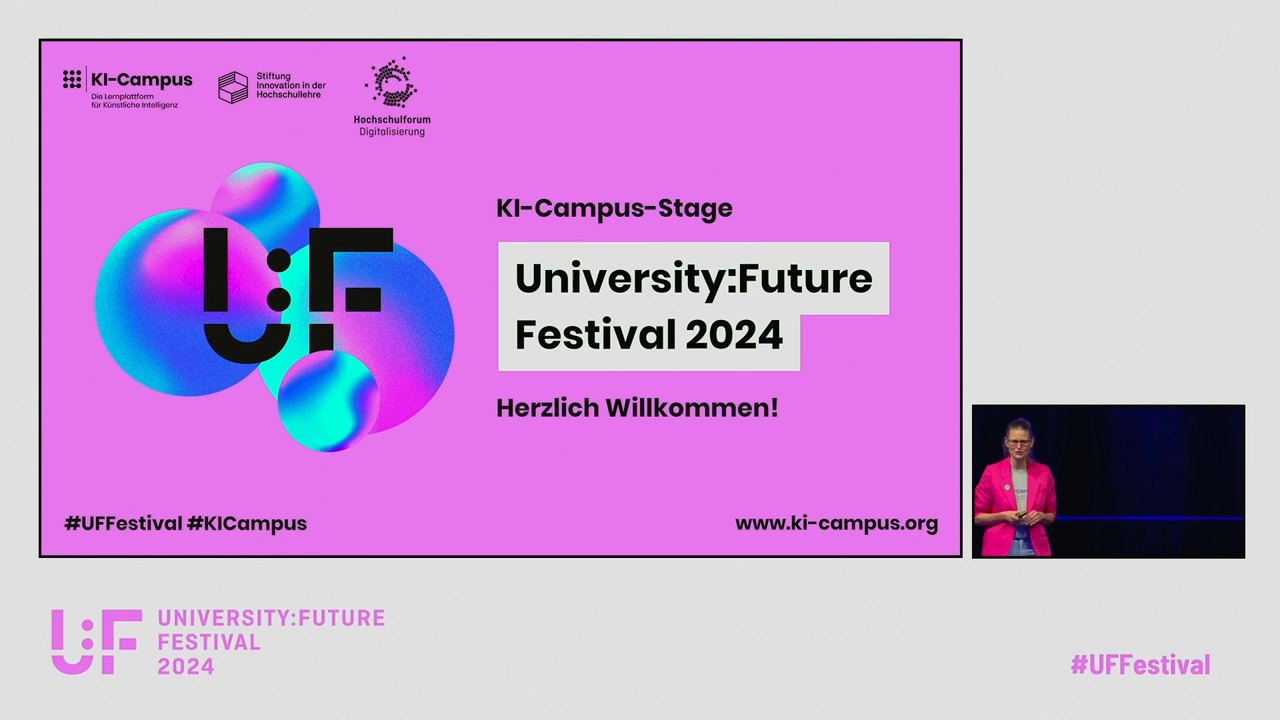 KI-Campus
Die Lernplattform
für Künstliche Intelligenz
Stiftung
Innovation in der
Hochschullehre
Hochschulforum
Digitalisierung
U:F
KI-Campus-Stage
University:Future
Festival 2024
Herzlich Willkommen!
#UFFestival #KICampus
www.ki-campus.org
U:F
UNIVERSITY:FUTURE
FESTIVAL
2024
#UFFestival